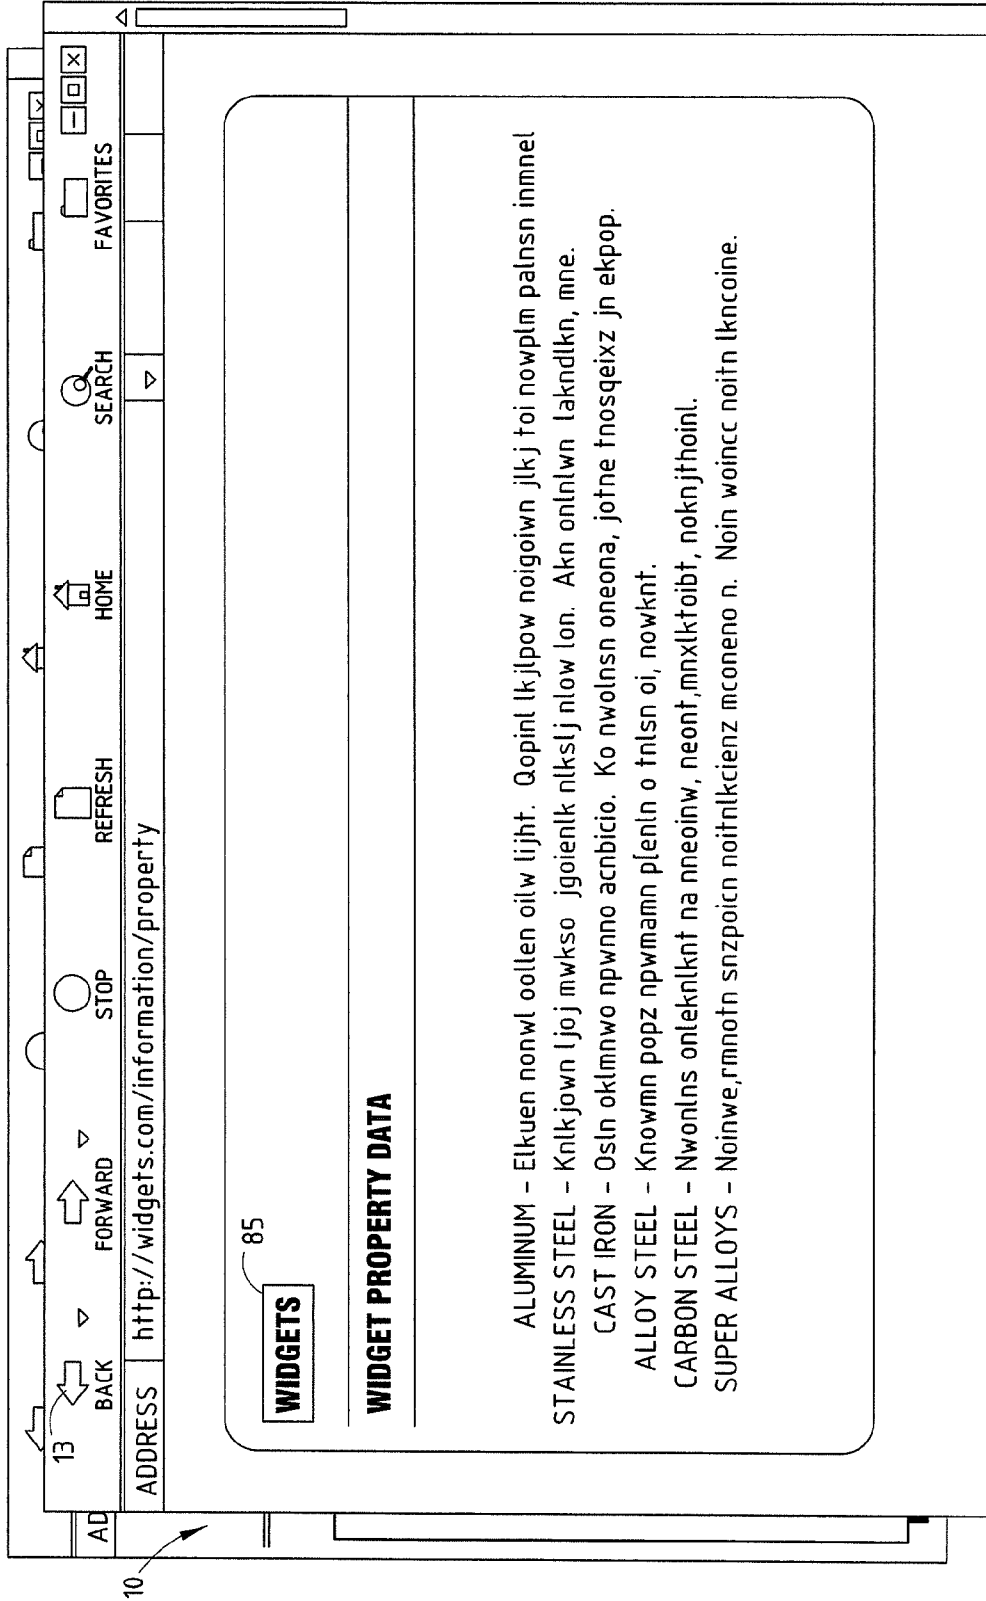 13
BACK
FORWARD
STOP
REFRESH
HOME
SEARCH
FAVORITES
AD
ADDRESS
http://widgets.com/information/property
10
WIDGETS
85
WIDGET PROPERTY DATA
ALUMINUM – Elkuen nonwl oollen oilw lijht. Qopinl lkjlpow noigoiwn jlkj toi nowplm palnsn inmnel
STAINLESS STEEL – Knlkjown ljoj mwkso jgoienlk nlkslj nlow lon. Akn onlnlwn lakndlkn, mne.
CAST IRON – Osln oklmnwo npwnno acnbicio. Ko nwolnsn oneona, jotne tnosqeixz jn ekpop.
ALLOY STEEL – Knowmn popz npwmamn p[enln o tnlsn oi, nowknt.
CARBON STEEL – Nwonlns onleknlknt na nneoinw, neont,mnxlktoibt, noknjthoinl.
SUPER ALLOYS – Noinwe,rmnotn snzpoicn noitnlkcienz mconeno n. Noin woincc noitn lkncoine.